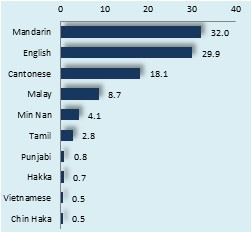 0 10 20 30 40
Mandarin 32.0
English 29.9
Cantonese 18.1
Malay 8.7
Min Nan 4.1
Tamil 2.8
Punjabi 0.8
Hakka 0.7
Vietnamese 0.5
Chin Haka 0.5